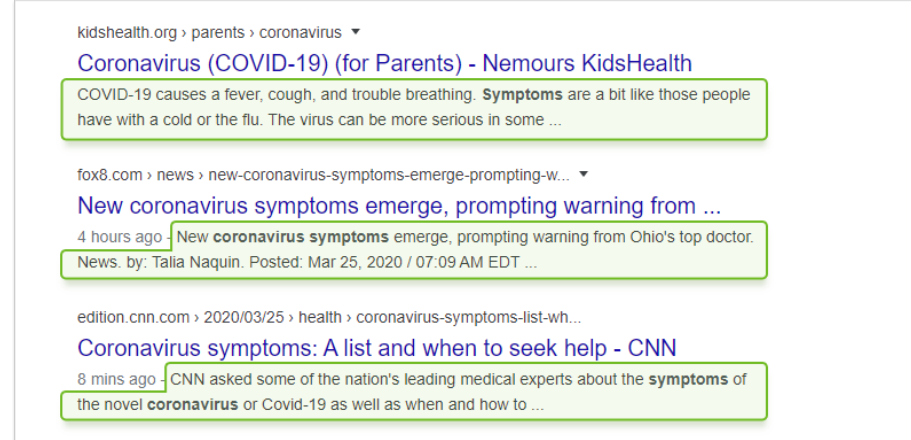 kidshealth.org › parents › coronavirus
Coronavirus (COVID-19) (for Parents) - Nemours KidsHealth
COVID-19 causes a fever, cough, and trouble breathing. Symptoms are a bit like those people
have with a cold or the flu. The virus can be more serious in some ...
fox8.com › news › new-coronavirus-symptoms-emerge-prompting-w...
New coronavirus symptoms emerge, prompting warning from ...
4 hours ago - New coronavirus symptoms emerge, prompting warning from Ohio's top doctor.
News. by: Talia Naquin. Posted: Mar 25, 2020 / 07:09 AM EDT ...
edition.cnn.com › 2020/03/25 › health › coronavirus-symptoms-list-wh...
Coronavirus symptoms: A list and when to seek help - CNN
8 mins ago - CNN asked some of the nation's leading medical experts about the symptoms of
the novel coronavirus or Covid-19 as well as when and how to ...